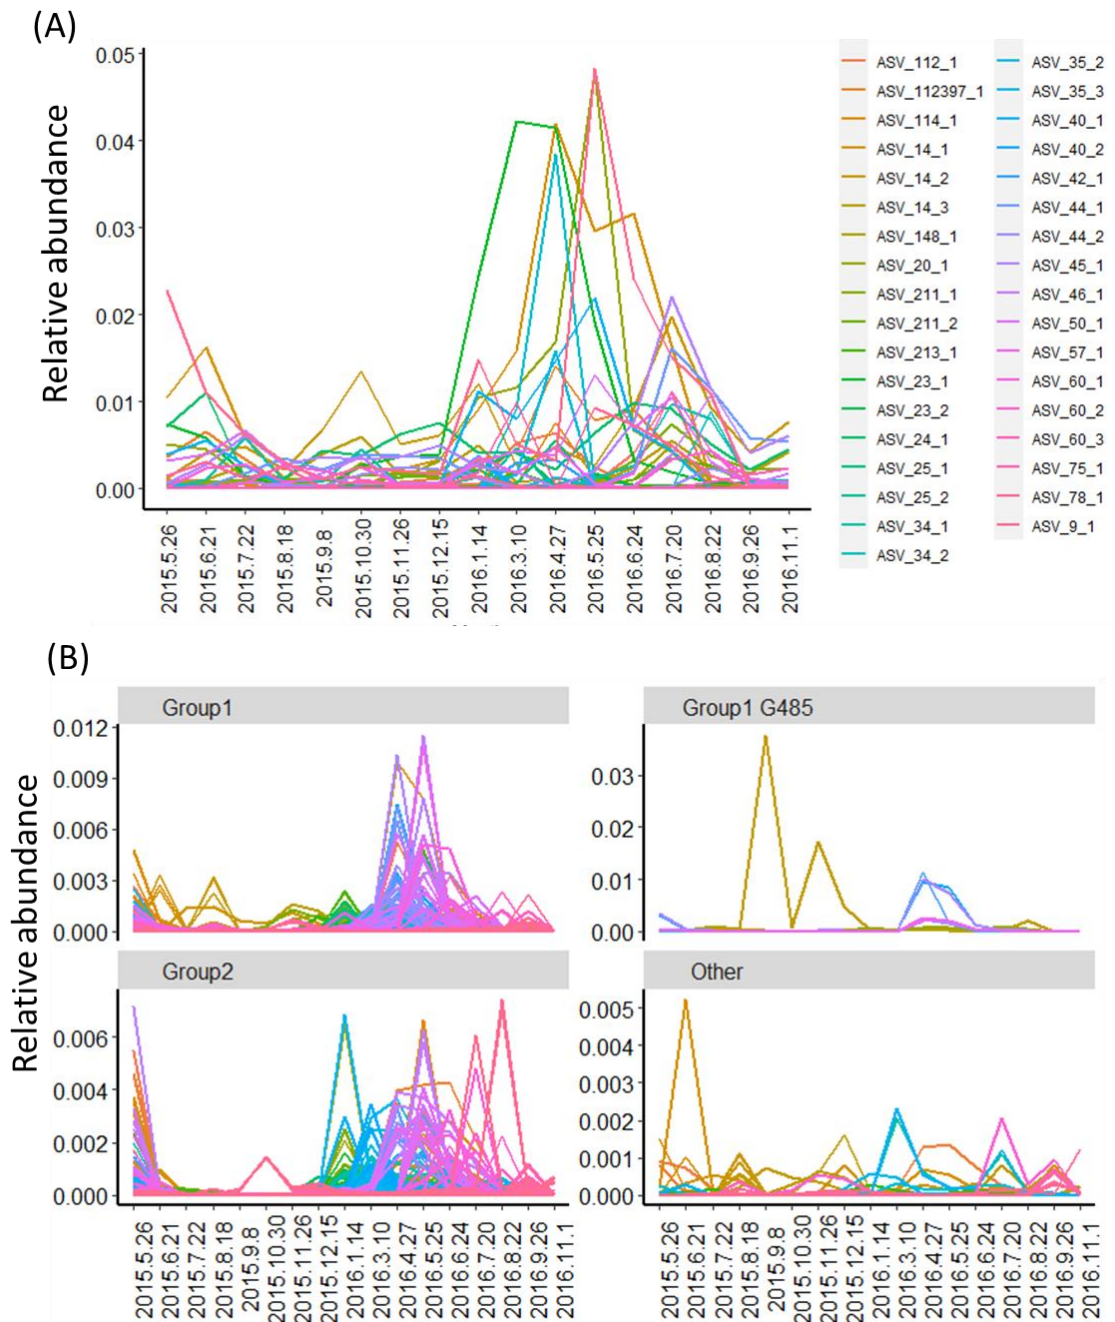 (A)
Relative abundance
0.05
0.04
0.03
0.02
0.01
0.00
2015.5.26
2015.6.21
2015.7.22
2015.8.18
2015.9.8
2015.10.30
2015.11.26
2015.12.15
2016.1.14
2016.3.10
2016.4.27
2016.5.25
2016.6.24
2016.7.20
2016.8.22
2016.9.26
2016.11.1
ASV_112_1
ASV_112397_1
ASV_114_1
ASV_14_1
ASV_14_2
ASV_14_3
ASV_148_1
ASV_20_1
ASV_211_1
ASV_211_2
ASV_213_1
ASV_23_1
ASV_23_2
ASV_24_1
ASV_25_1
ASV_25_2
ASV_34_1
ASV_34_2
ASV_35_2
ASV_35_3
ASV_40_1
ASV_40_2
ASV_42_1
ASV_44_1
ASV_44_2
ASV_45_1
ASV_46_1
ASV_50_1
ASV_57_1
ASV_60_1
ASV_60_2
ASV_60_3
ASV_75_1
ASV_78_1
ASV_9_1
(B)
Relative abundance
Group1
0.012
0.009
0.006
0.003
0.000
Group1 G485
0.03
0.02
0.01
0.00
Group2
0.006
0.004
0.002
0.000
2015.5.26
2015.6.21
2015.7.22
2015.8.18
2015.9.8
2015.10.30
2015.11.26
2015.12.15
2016.1.14
2016.3.10
2016.4.27
2016.5.25
2016.6.24
2016.7.20
2016.8.22
2016.9.26
2016.11.1
Other
0.005
0.004
0.003
0.002
0.001
0.000
2015.5.26
2015.6.21
2015.7.22
2015.8.18
2015.9.8
2015.10.30
2015.11.26
2015.12.15
2016.1.14
2016.3.10
2016.4.27
2016.5.25
2016.6.24
2016.7.20
2016.8.22
2016.9.26
2016.11.1